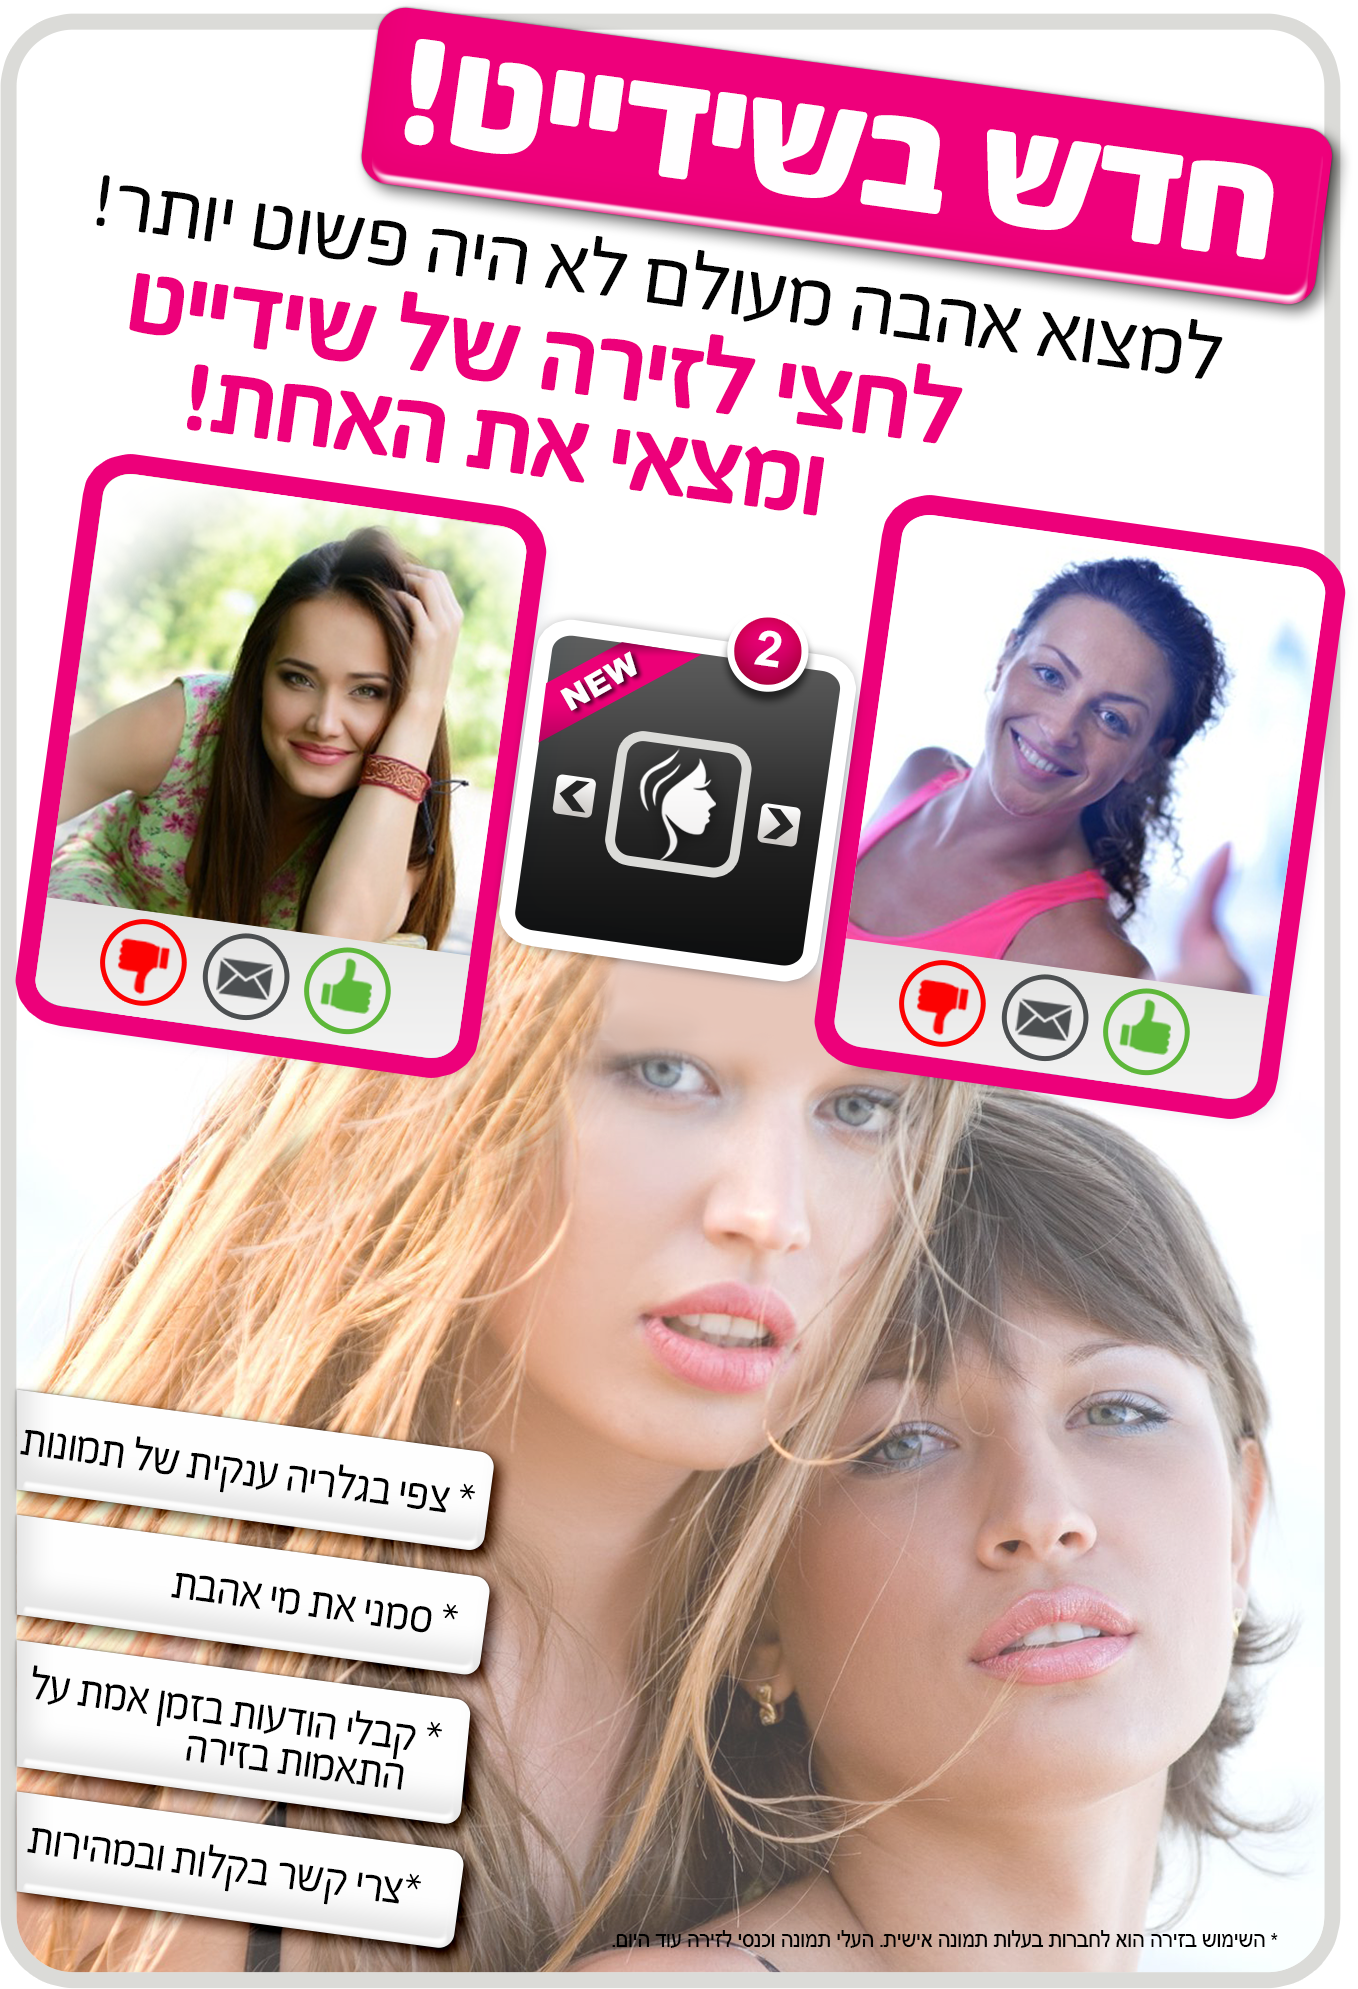 חדש בשידייט!
למצוא אהבה מעולם לא היה פשוט יותר!
לחצי לזירה של שידייט
ומצאי את האחת!
NEW
2
* צפי בגלריה ענקית של תמונות
* סמני את מי אהבת
* קבלי הודעות בזמן אמת על
התאמות בזירה
*צרי קשר בקלות ובמהירות
* השימוש בזירה הוא לחברות בעלות תמונה אישית. העלי תמונה וכנסי לזירה עוד היום.